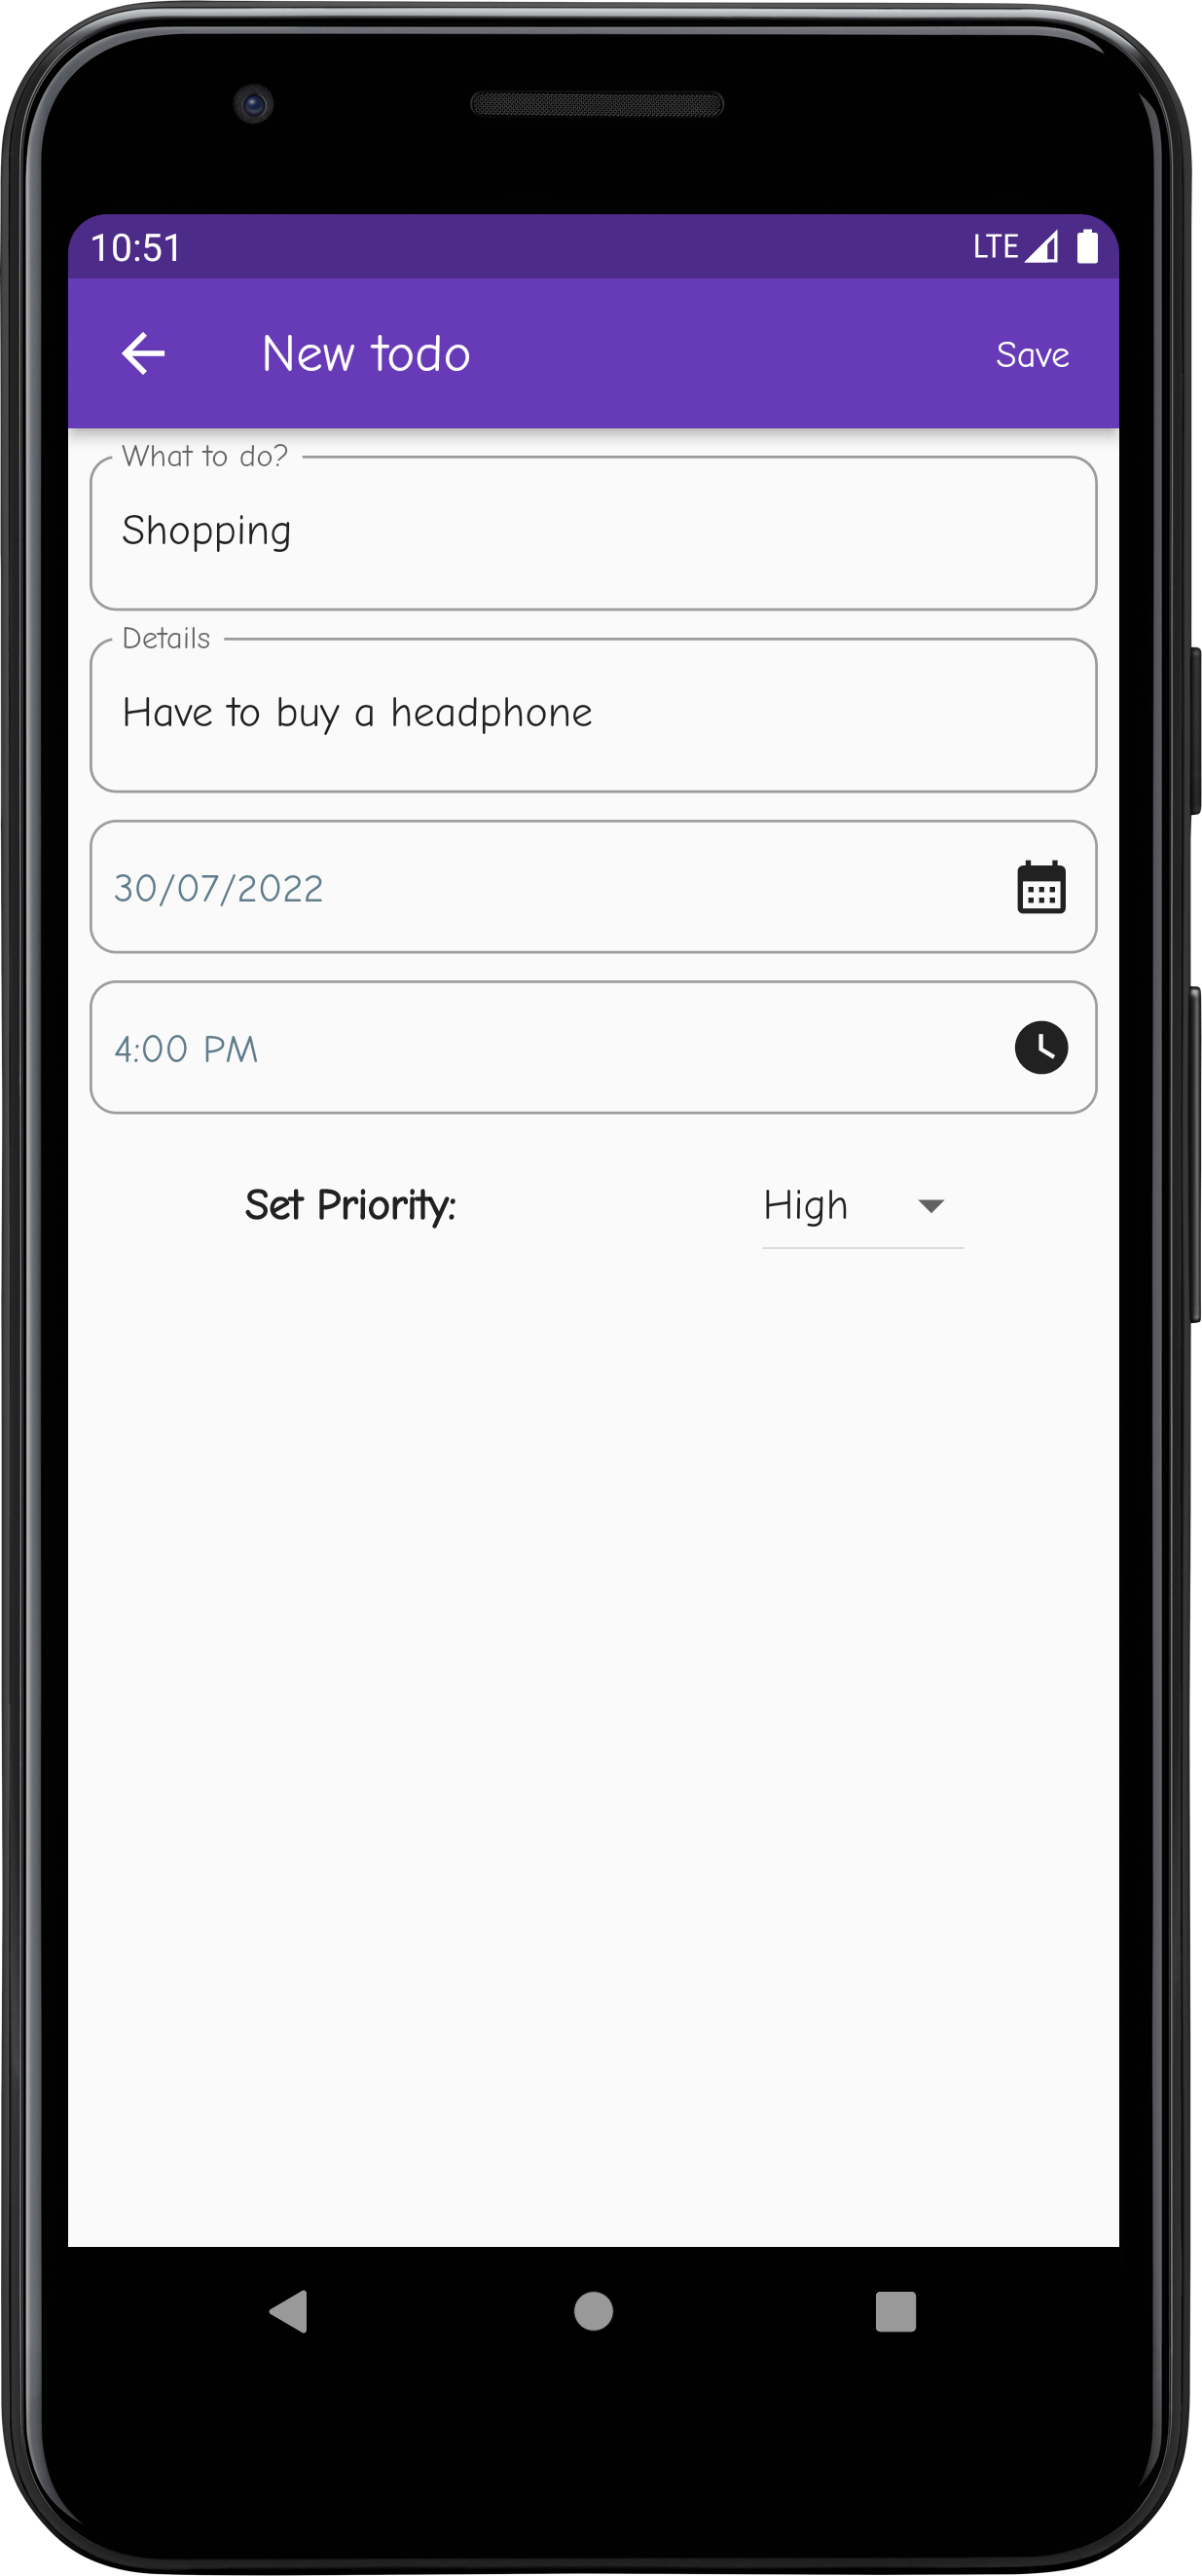 10:51 LTE
New todo Save
What to do?
Shopping
Details
Have to buy a headphone
30/07/2022
4:00 PM
Set Priority: High